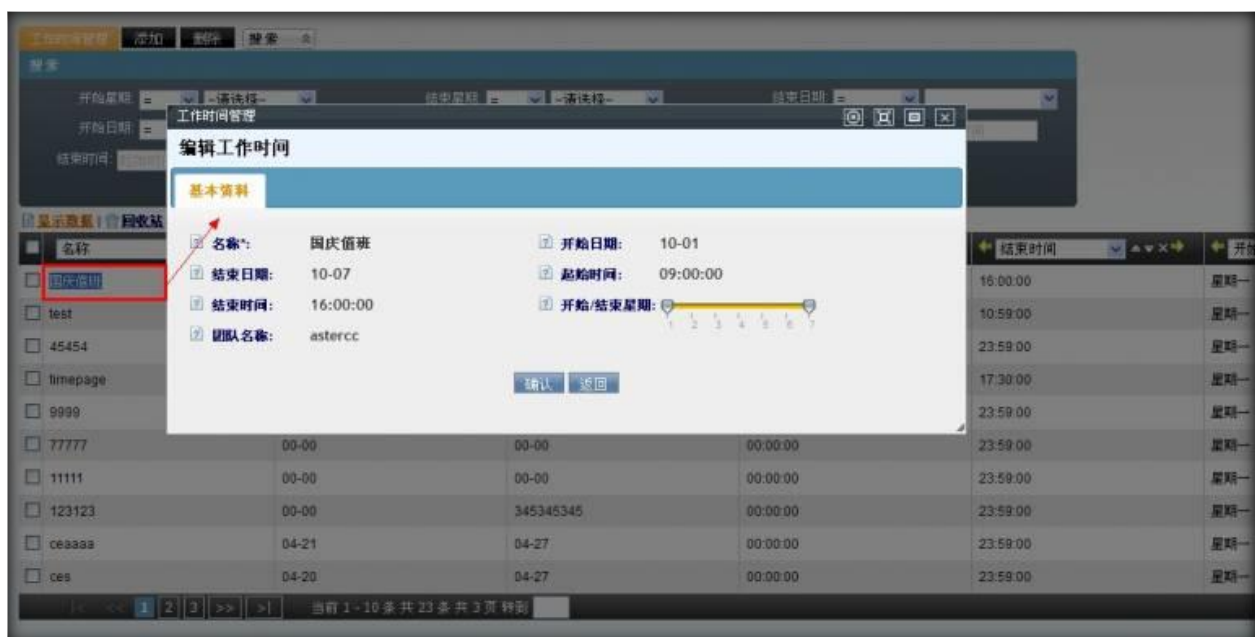 工作时间管理 添加 删除 搜索
搜索
开始星期: = -请选择- 结束星期: = -请选择- 结束日期: =
开始日期: =
结束时间:
工作时间管理
编辑工作时间
基本资料
名称*: 国庆值班 开始日期: 10-01
结束日期: 10-07 起始时间: 09:00:00
结束时间: 16:00:00 开始/结束星期:
1 2 3 4 5 6 7
团队名称: astercc
确认 返回
显示数据 | 回收站
名称 结束时间 开始
国庆值班 16:00:00 星期一
test 10:59:00 星期一
45454 23:59:00 星期一
timepage 17:30:00 星期一
9999 23:59:00 星期一
77777 00-00 00-00 00:00:00 23:59:00 星期一
11111 00-00 00-00 00:00:00 23:59:00 星期一
123123 00-00 345345345 00:00:00 23:59:00 星期一
ceaaaa 04-21 04-27 00:00:00 23:59:00 星期一
ces 04-20 04-27 00:00:00 23:59:00 星期一
|< << 1 2 3 >> >| 当前 1 - 10 条 共 23 条 共 3 页 转到